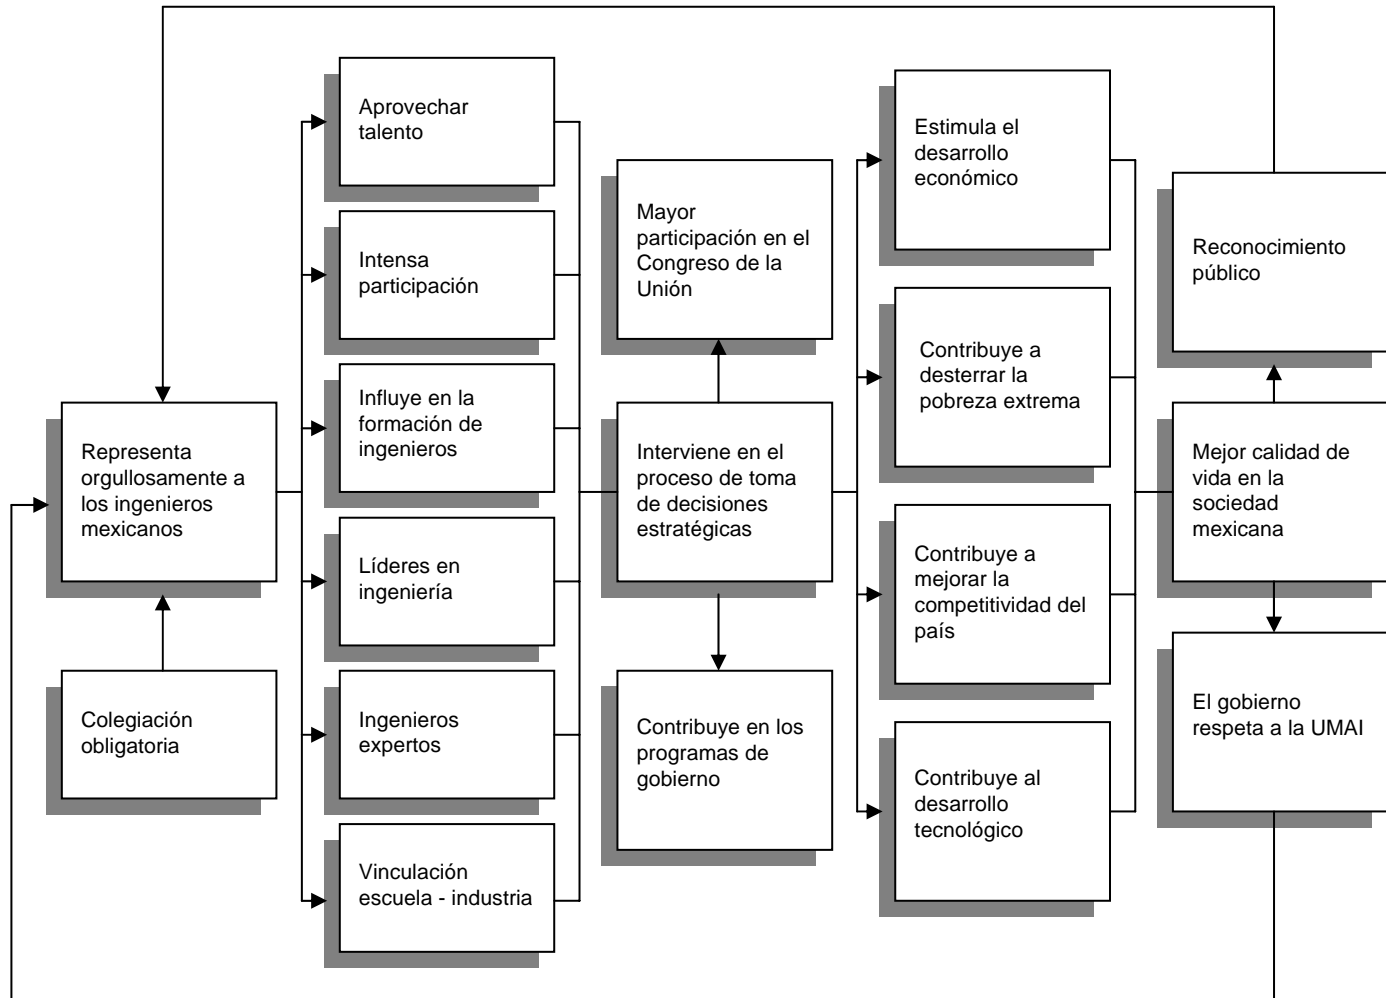 Aprovechar
talento
Intensa
participación
Influye en la
formación de
ingenieros
Líderes en
ingeniería
Ingenieros
expertos
Vinculación
escuela - industria
Representa
orgullosamente a
los ingenieros
mexicanos
Colegiación
obligatoria
Mayor
participación en el
Congreso de la
Unión
Interviene en el
proceso de toma
de decisiones
estratégicas
Contribuye en los
programas de
gobierno
Estimula el
desarrollo
económico
Contribuye a
desterrar la
pobreza extrema
Contribuye a
mejorar la
competitividad del
país
Contribuye al
desarrollo
tecnológico
Reconocimiento
público
Mejor calidad de
vida en la
sociedad
mexicana
El gobierno
respeta a la UMAI